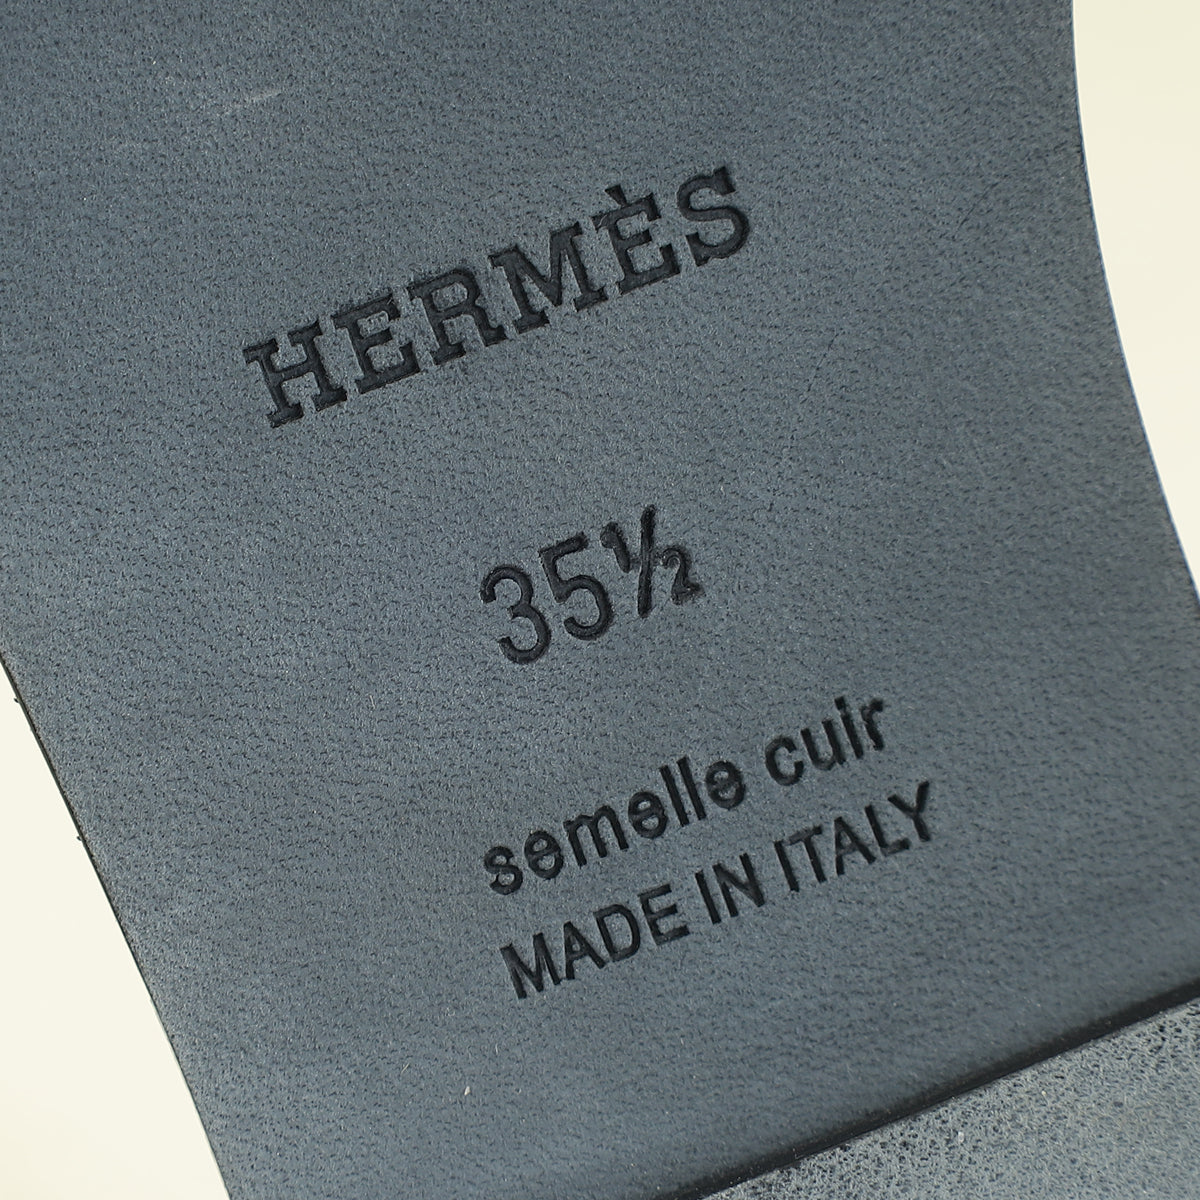 HERMÈS
35½
semelle cuir
MADE IN ITALY